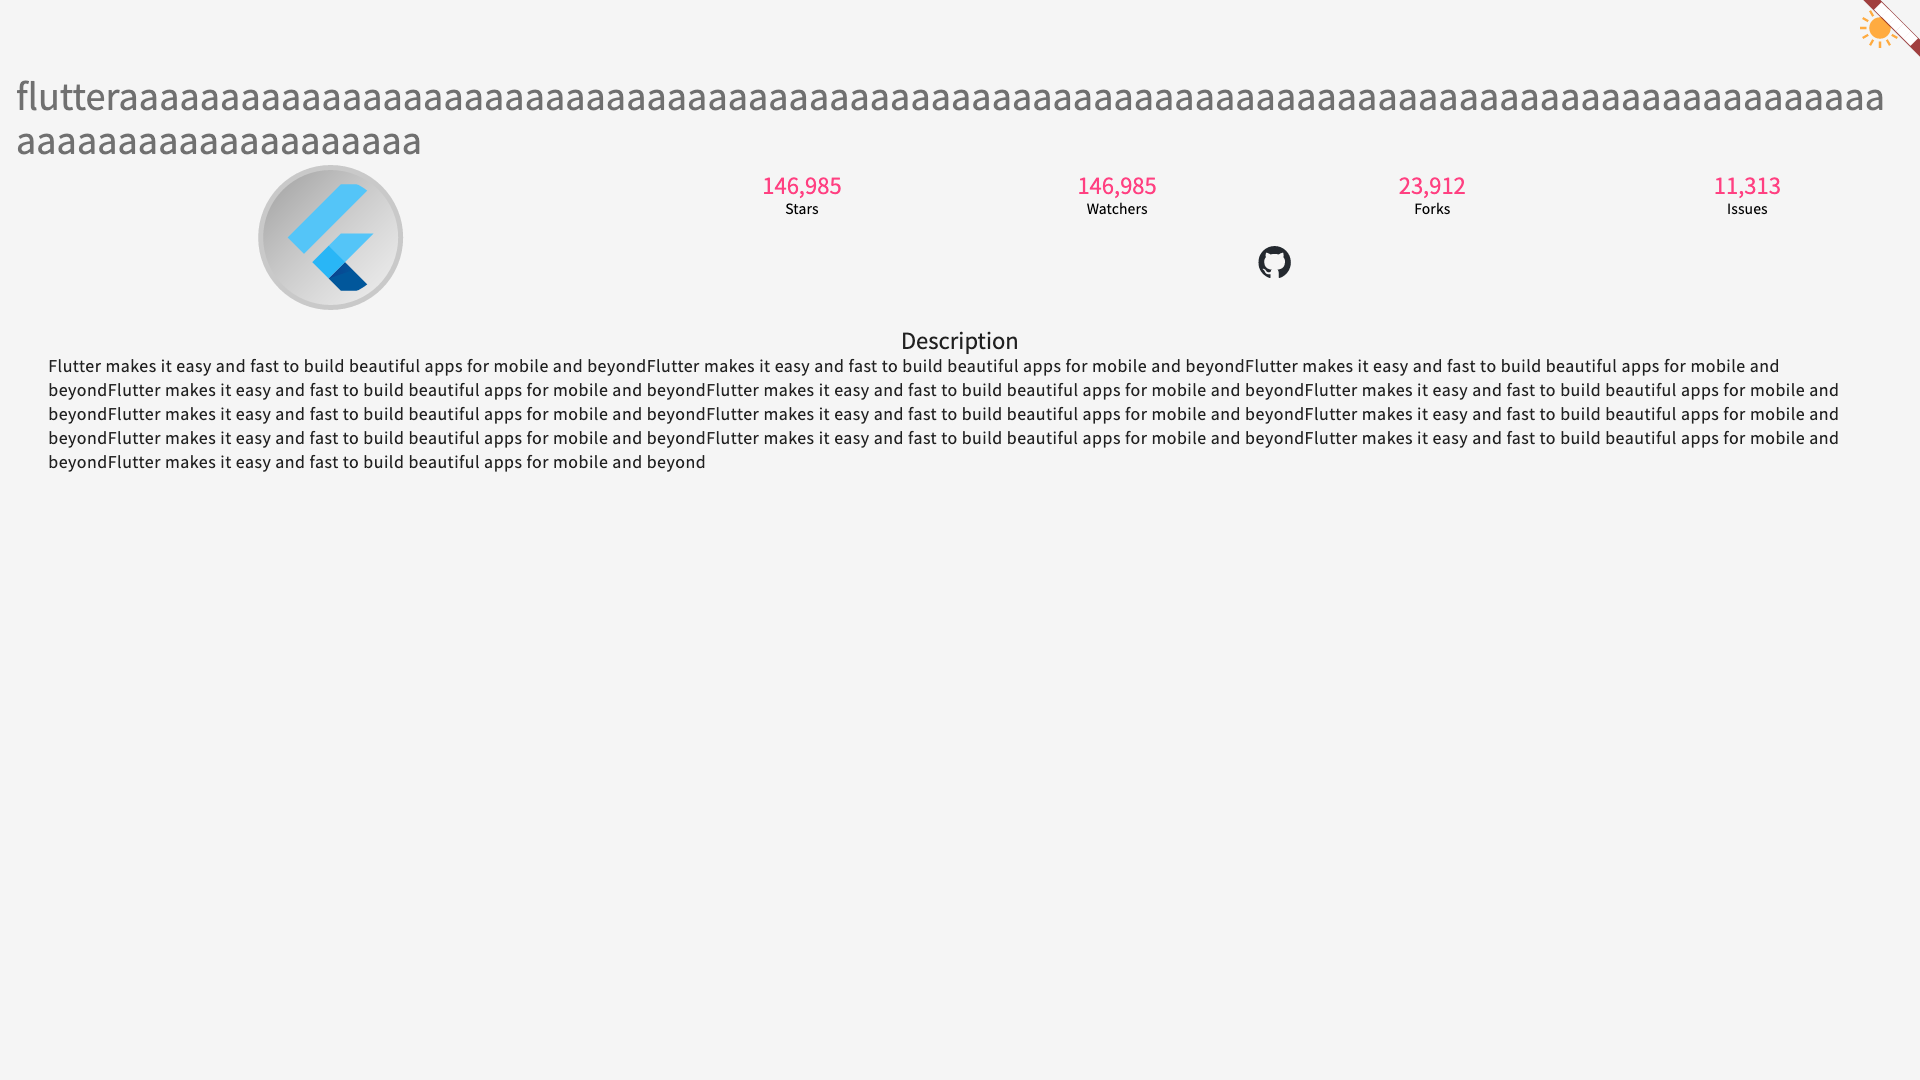 flutteraaaaaaaaaaaaaaaaaaaaaaaaaaaaaaaaaaaaaaaaaaaaaaaaaaaaaaaaaaaaaaaaaaaaaaaaaaaaaaaaaaaaaaa
aaaaaaaaaaaaaaaaaaaa
146,985 146,985 23,912 11,313
Stars Watchers Forks Issues
Description
Flutter makes it easy and fast to build beautiful apps for mobile and beyondFlutter makes it easy and fast to build beautiful apps for mobile and beyondFlutter makes it easy and fast to build beautiful apps for mobile and
beyondFlutter makes it easy and fast to build beautiful apps for mobile and beyondFlutter makes it easy and fast to build beautiful apps for mobile and beyondFlutter makes it easy and fast to build beautiful apps for mobile and
beyondFlutter makes it easy and fast to build beautiful apps for mobile and beyondFlutter makes it easy and fast to build beautiful apps for mobile and beyondFlutter makes it easy and fast to build beautiful apps for mobile and
beyondFlutter makes it easy and fast to build beautiful apps for mobile and beyondFlutter makes it easy and fast to build beautiful apps for mobile and beyondFlutter makes it easy and fast to build beautiful apps for mobile and
beyondFlutter makes it easy and fast to build beautiful apps for mobile and beyond